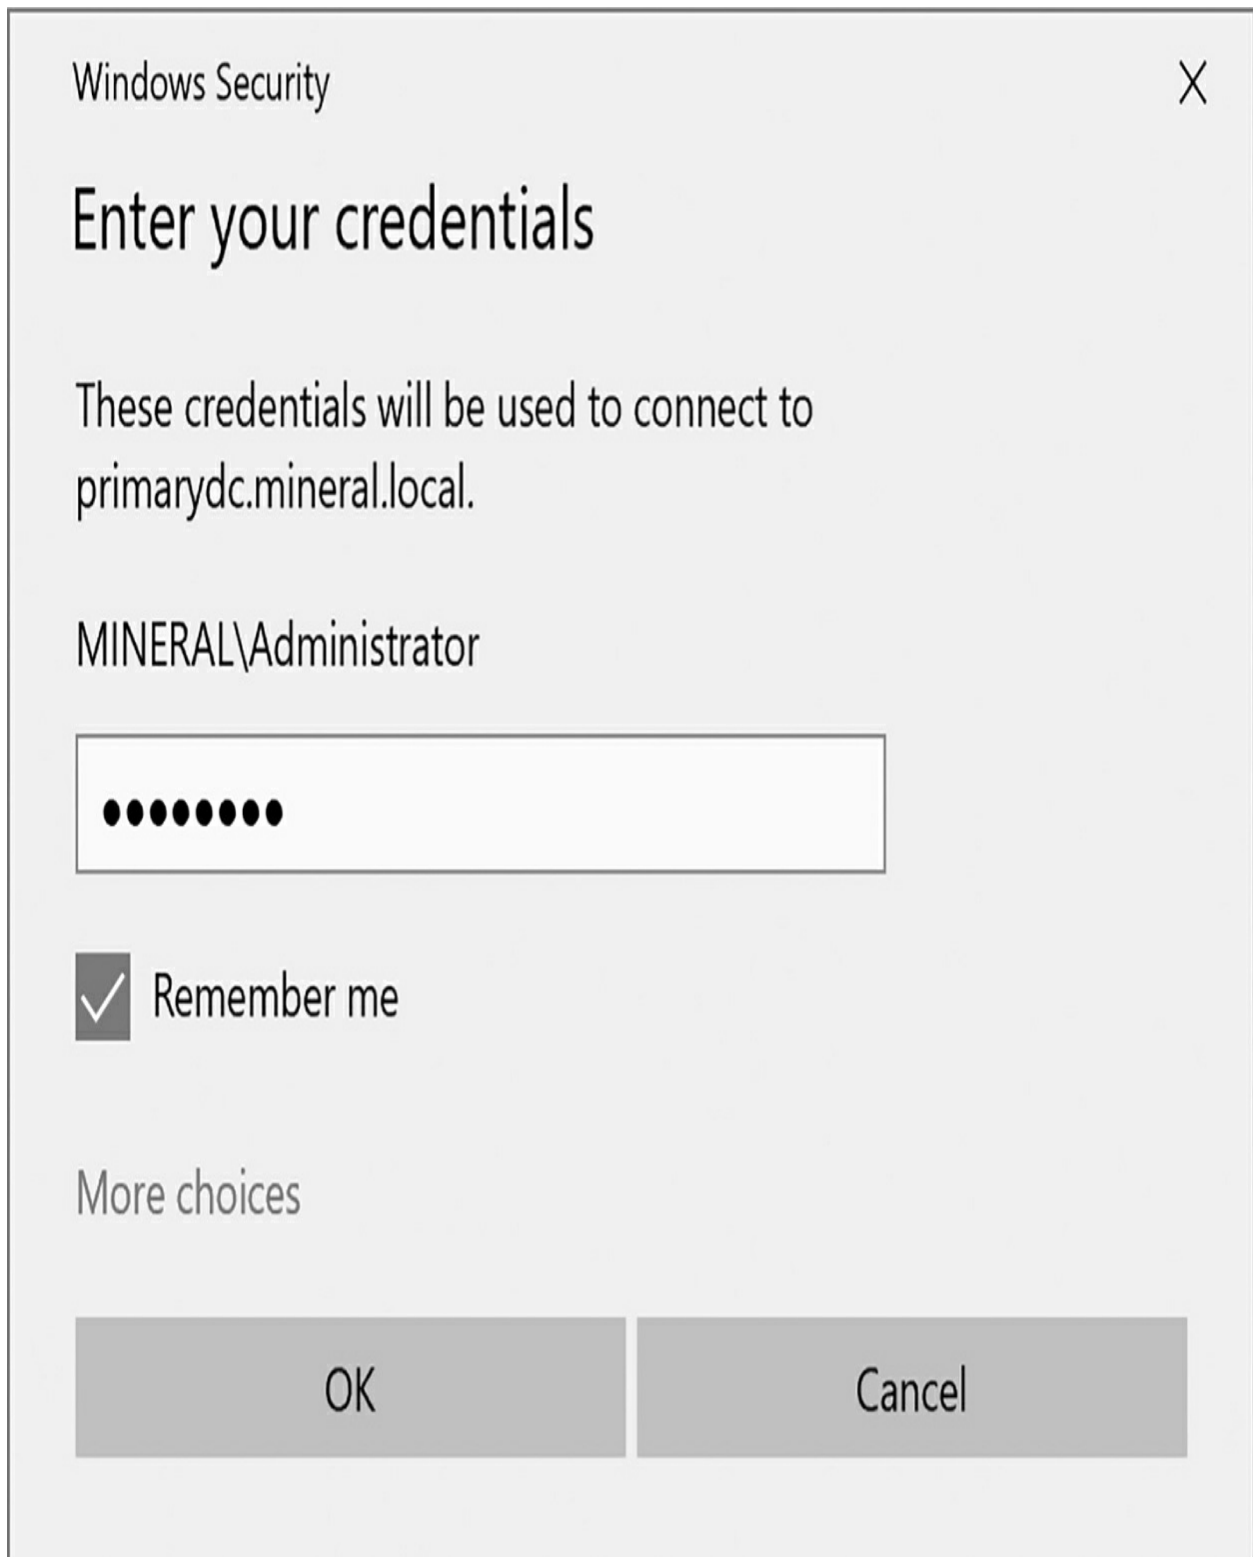 Windows Security
X
Enter your credentials
These credentials will be used to connect to
primarydc.mineral.local.
MINERAL\Administrator
••••••••
Remember me
More choices
OK
Cancel